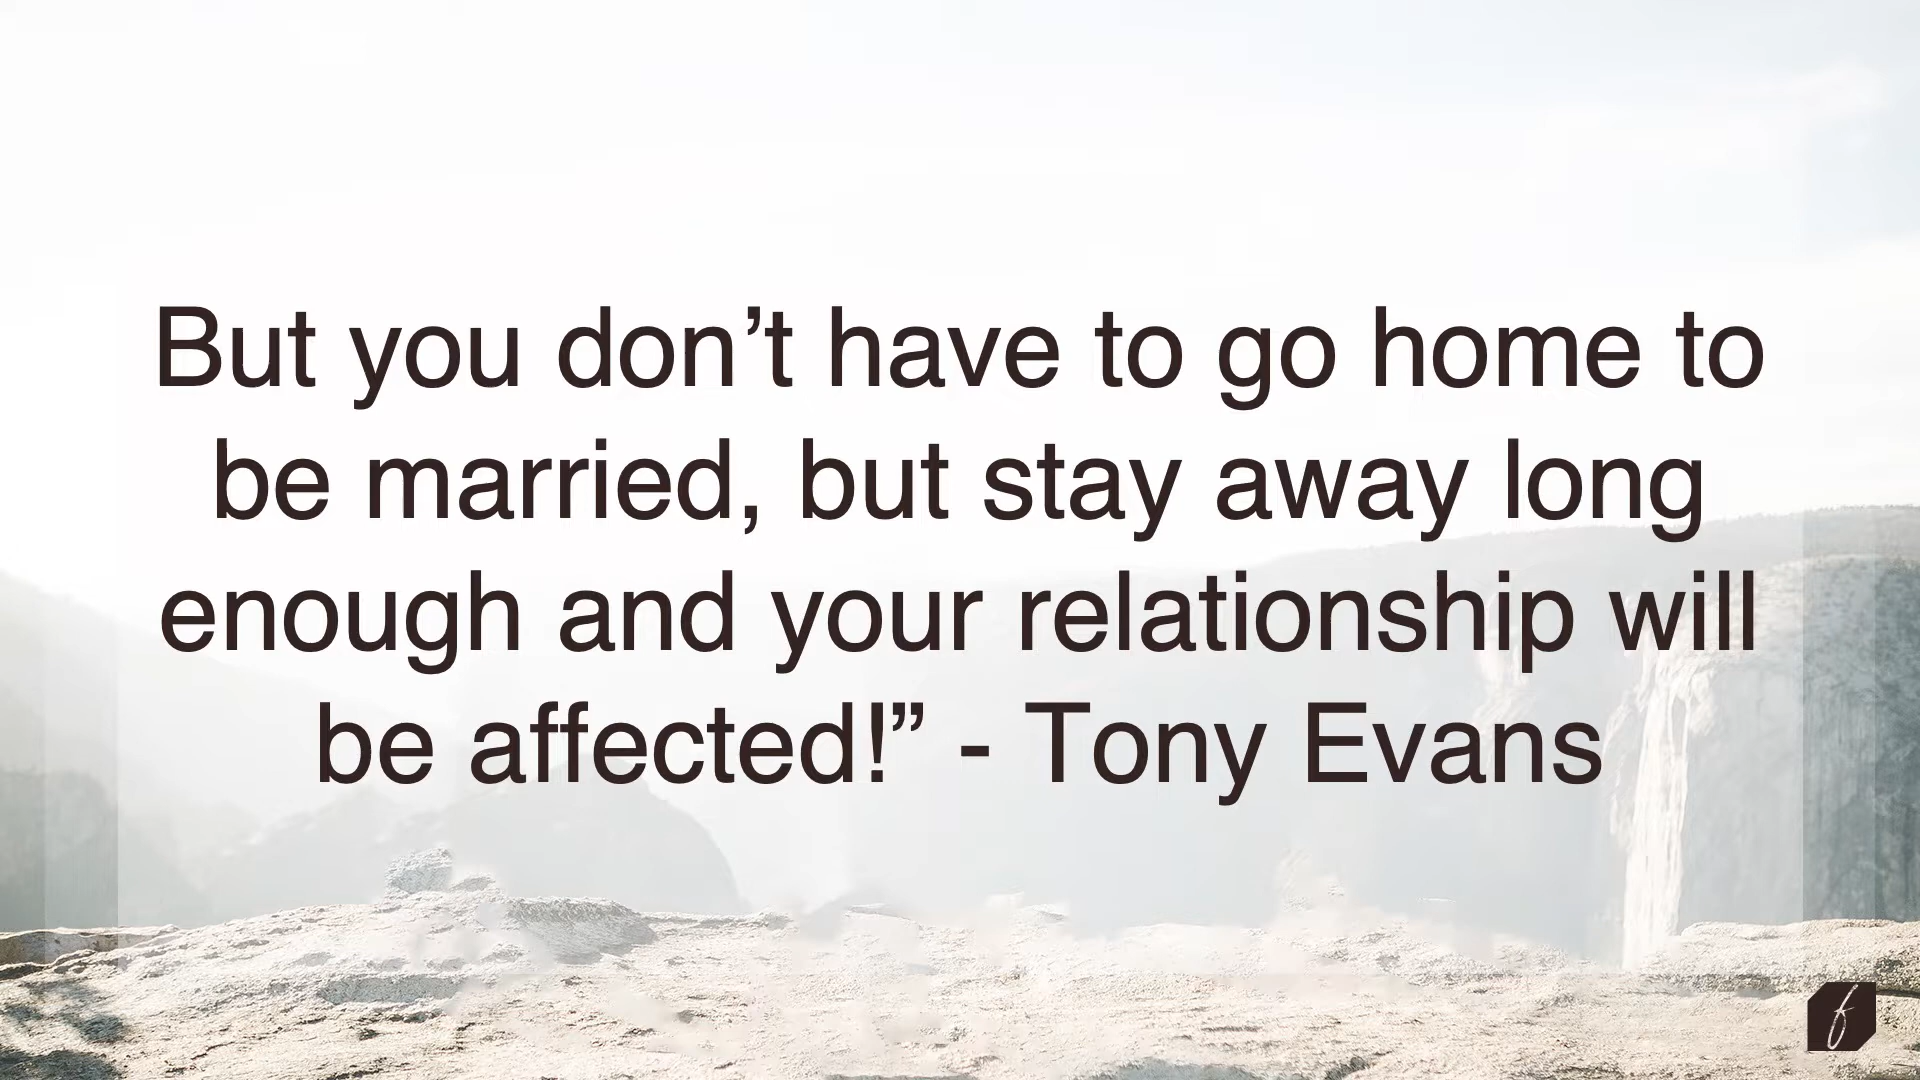 But you don’t have to go home to
be married, but stay away long
enough and your relationship will
be affected!” - Tony Evans
f